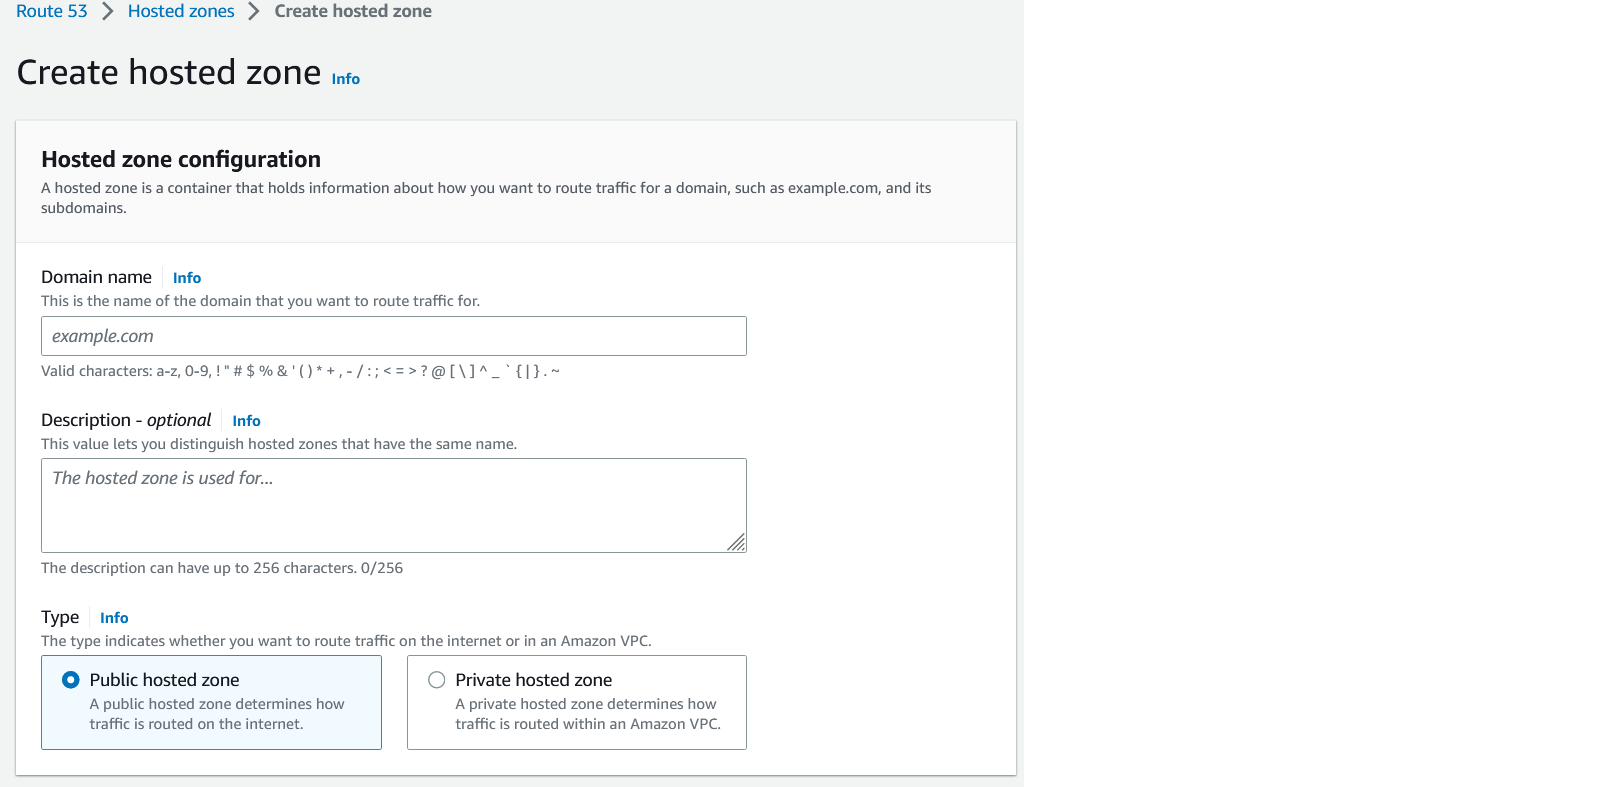 Route 53 > Hosted zones > Create hosted zone
Create hosted zone Info
Hosted zone configuration
A hosted zone is a container that holds information about how you want to route traffic for a domain, such as example.com, and its
subdomains.
Domain name Info
This is the name of the domain that you want to route traffic for.
example.com
Valid characters: a-z, 0-9, ! " # $ % & ' ( ) * + , - / : ; < = > ? @ [ \ ] ^ _ ` { | } . ~
Description - optional Info
This value lets you distinguish hosted zones that have the same name.
The hosted zone is used for...
The description can have up to 256 characters. 0/256
Type Info
The type indicates whether you want to route traffic on the internet or in an Amazon VPC.
Public hosted zone
A public hosted zone determines how
traffic is routed on the internet.
Private hosted zone
A private hosted zone determines how
traffic is routed within an Amazon VPC.